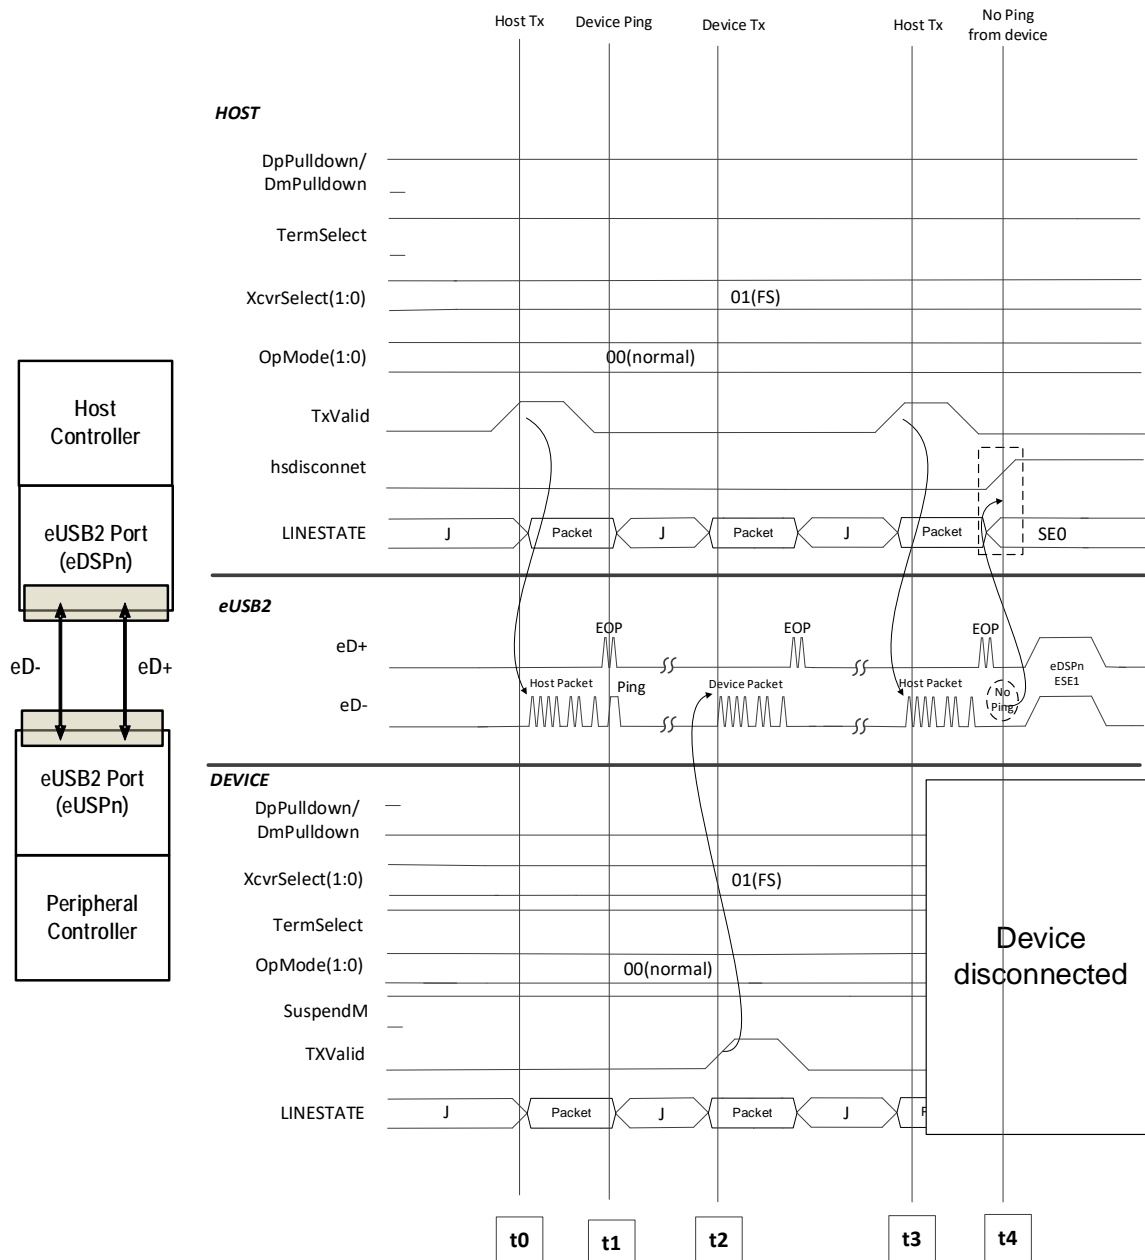 Host Tx
Device Ping
Device Tx
Host Tx
No Ping
from device
HOST
DpPulldown/
DmPulldown
TermSelect
XcvrSelect(1:0)
01(FS)
OpMode(1:0)
00(normal)
TxValid
hsdisconnet
LINESTATE
J
Packet
J
Packet
J
Packet
SE0
Host
Controller
eUSB2 Port
(eDSPn)
eD-
eD+
eUSB2 Port
(eUSPn)
Peripheral
Controller
eUSB2
eD+
EOP
EOP
EOP
eDSPn
ESE1
eD-
Host Packet
Ping
Device Packet
Host Packet
No
Ping
DEVICE
DpPulldown/
DmPulldown
XcvrSelect(1:0)
01(FS)
TermSelect
OpMode(1:0)
00(normal)
SuspendM
TXValid
LINESTATE
J
Packet
J
Packet
J
Device
disconnected
t0
t1
t2
t3
t4